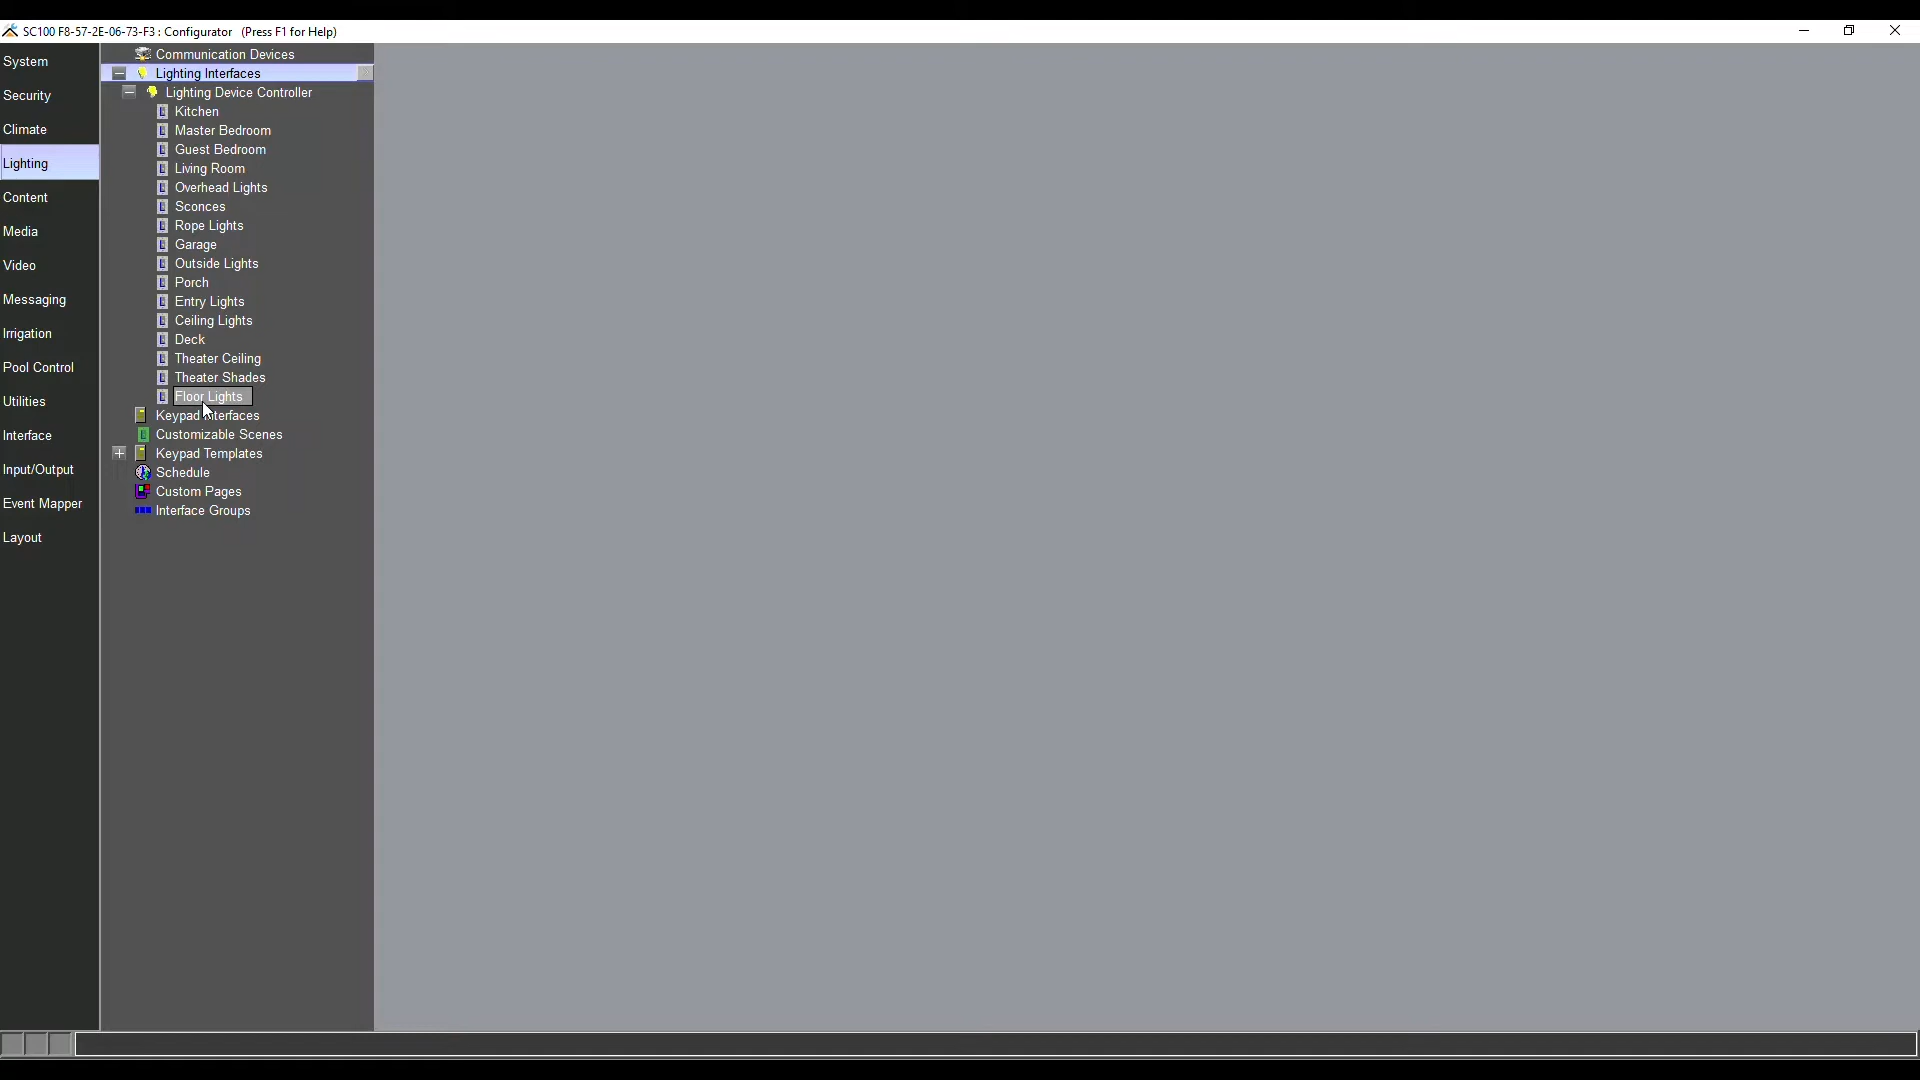 SC100 F8-57-2E-06-73-F3 : Configurator (Press F1 for Help)
System
Security
Climate
Lighting
Content
Media
Video
Messaging
Irrigation
Pool Control
Utilities
Interface
Input/Output
Event Mapper
Layout
Communication Devices
Lighting Interfaces
Lighting Device Controller
Kitchen
Master Bedroom
Guest Bedroom
Living Room
Overhead Lights
Sconces
Rope Lights
Garage
Outside Lights
Porch
Entry Lights
Ceiling Lights
Deck
Theater Ceiling
Theater Shades
Floor Lights
Keypad Interfaces
Customizable Scenes
Keypad Templates
Schedule
Custom Pages
Interface Groups